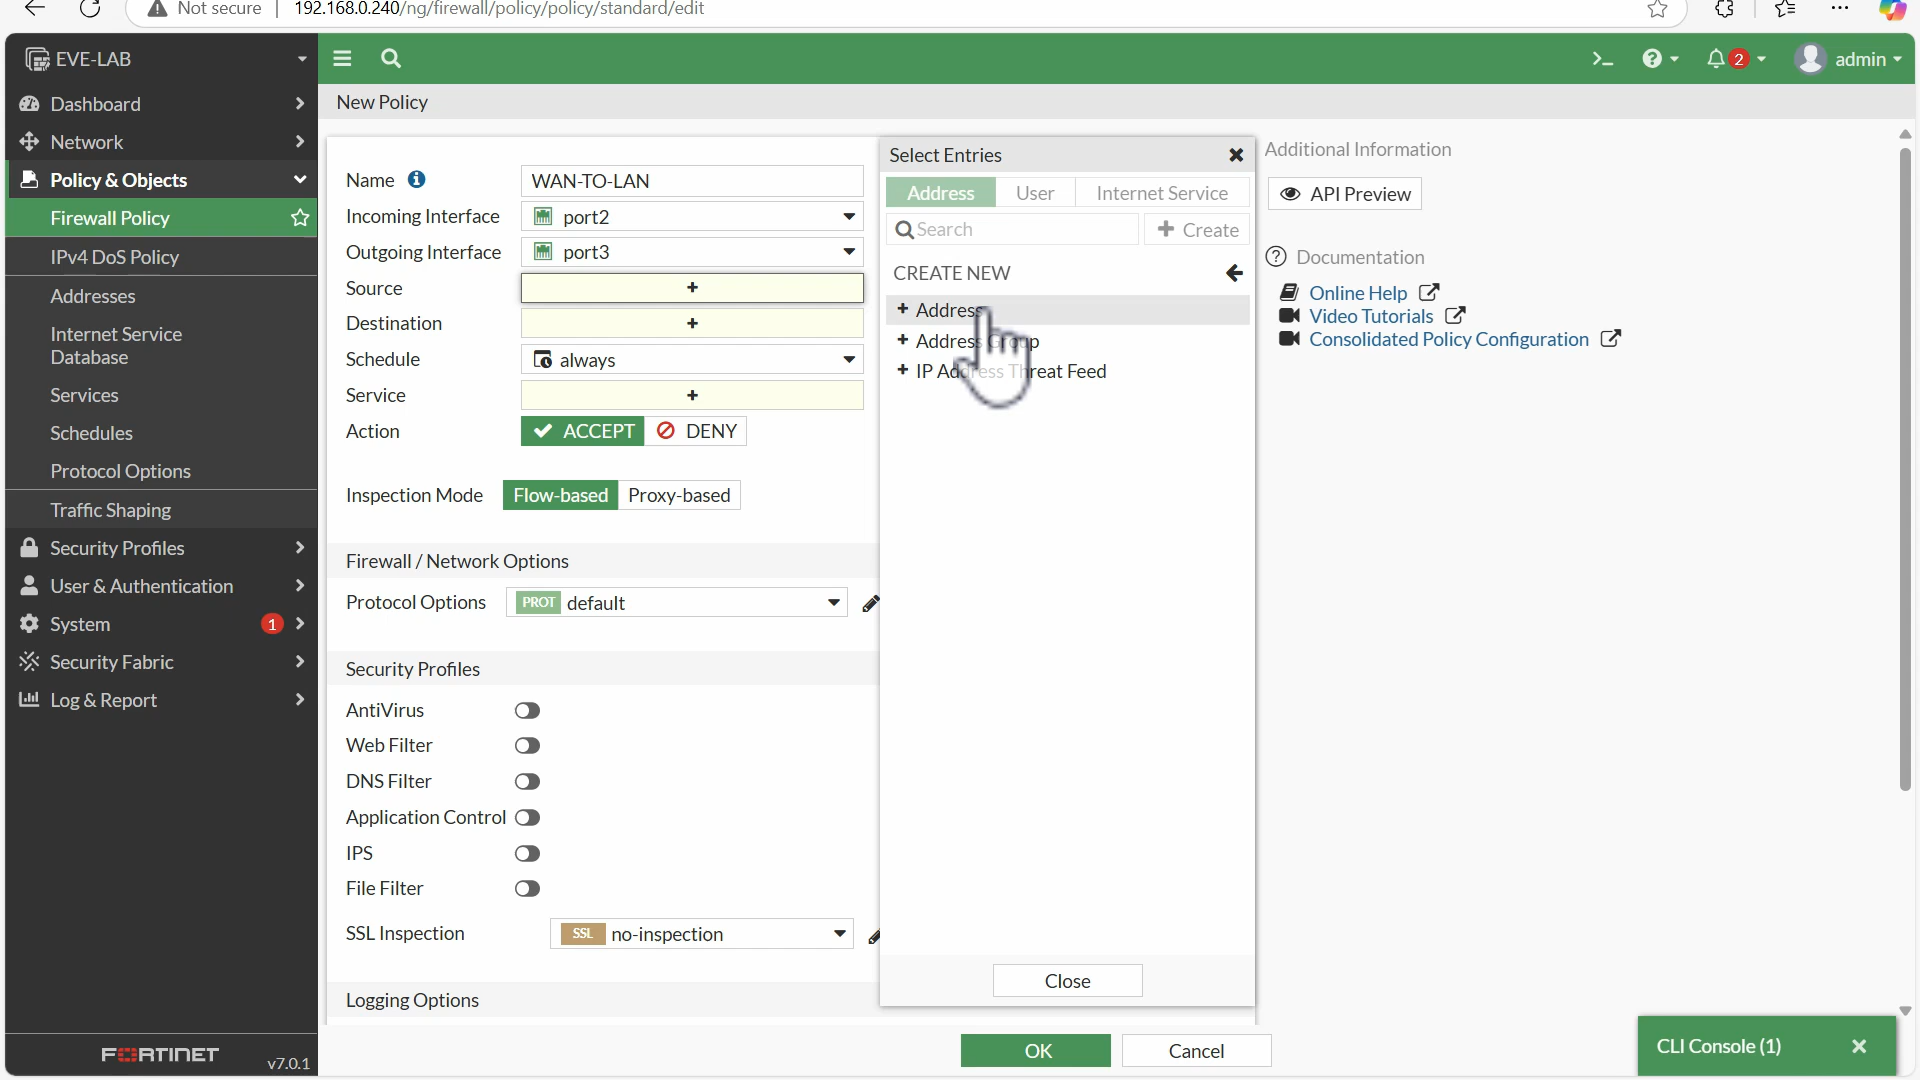 Not secure
192.168.0.240/ng/firewall/policy/policy/standard/edit
EVE-LAB
2
admin
Dashboard
Network
Policy & Objects
Firewall Policy
IPv4 DoS Policy
Addresses
Internet Service
Database
Services
Schedules
Protocol Options
Traffic Shaping
Security Profiles
User & Authentication
System
1
Security Fabric
Log & Report
FORTINET
v7.0.1
New Policy
Name
WAN-TO-LAN
Incoming Interface
port2
Outgoing Interface
port3
Source
+
Destination
+
Schedule
always
Service
+
Action
ACCEPT
DENY
Inspection Mode
Flow-based
Proxy-based
Firewall / Network Options
Protocol Options
PROT default
Security Profiles
AntiVirus
Web Filter
DNS Filter
Application Control
IPS
File Filter
SSL Inspection
SSL no-inspection
Logging Options
Select Entries
Address
User
Internet Service
Search
+ Create
CREATE NEW
+ Address
+ Address Group
+ IP Address Threat Feed
Close
OK
Cancel
Additional Information
API Preview
Documentation
Online Help
Video Tutorials
Consolidated Policy Configuration
CLI Console (1)